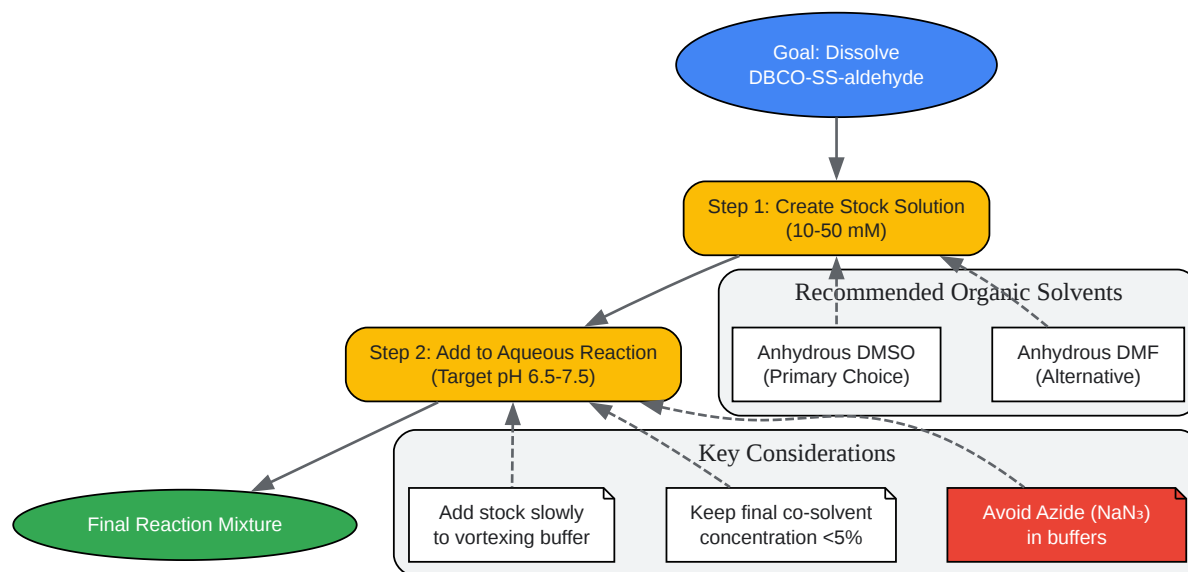 Goal: Dissolve
DBCO-SS-aldehyde
Step 1: Create Stock Solution
(10-50 mM)
Recommended Organic Solvents
Anhydrous DMSO
(Primary Choice)
Anhydrous DMF
(Alternative)
Step 2: Add to Aqueous Reaction
(Target pH 6.5-7.5)
Key Considerations
Add stock slowly
to vortexing buffer
Keep final co-solvent
concentration <5%
Avoid Azide (NaN₃)
in buffers
Final Reaction Mixture